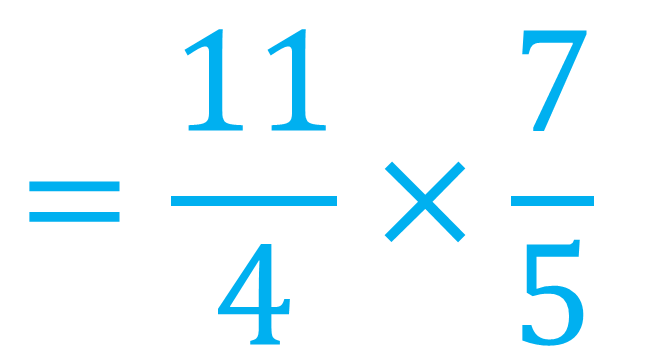 = 11/4 × 7/5